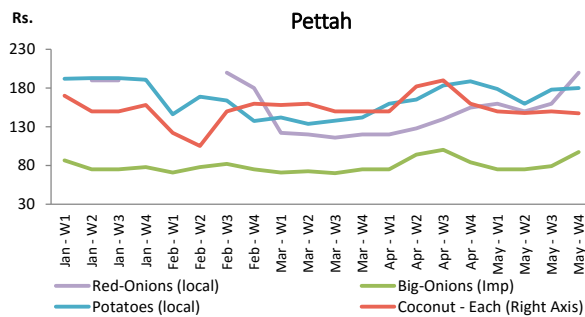 Rs.
Pettah
230
180
130
80
30
Jan - W1
Jan - W2
Jan - W3
Jan - W4
Feb - W1
Feb - W2
Feb - W3
Feb - W4
Mar - W1
Mar - W2
Mar - W3
Mar - W4
Apr - W1
Apr - W2
Apr - W3
Apr - W4
May - W1
May - W2
May - W3
May - W4
Red-Onions (local)
Big-Onions (Imp)
Potatoes (local)
Coconut - Each (Right Axis)